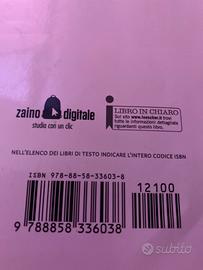 zaino digitale
studia con un clic
LIBRO IN CHIARO
Sul sito www.loescher.it trovi
tutte le informazioni dettagliate
riguardanti questo libro.
NELL'ELENCO DEI LIBRI DI TESTO INDICARE L'INTERO CODICE ISBN
ISBN 978-88-58-33603-8
12100
9 788858 336038
subito